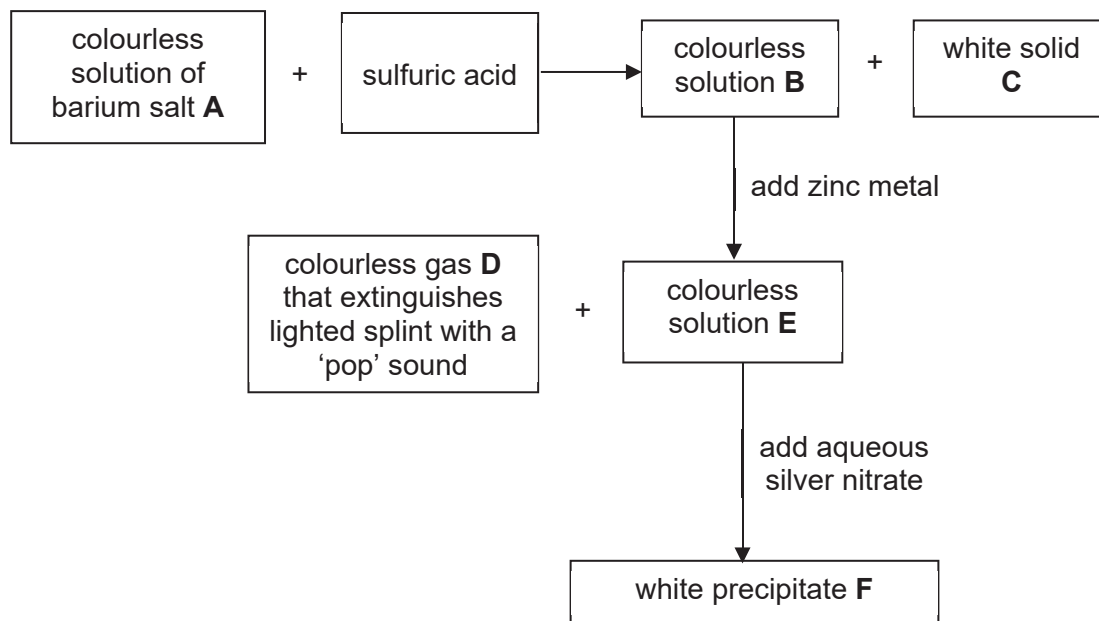 colourless
solution of
barium salt A
+
sulfuric acid
colourless
solution B
+
white solid
C
add zinc metal
colourless gas D
that extinguishes
lighted splint with a
‘pop’ sound
+
colourless
solution E
add aqueous
silver nitrate
white precipitate F